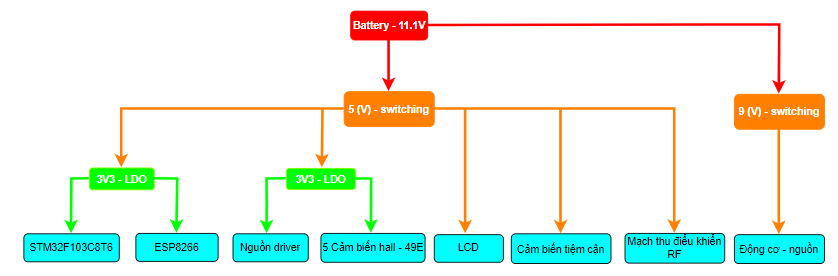 Battery - 11.1V
5 (V) - switching
9 (V) - switching
3V3 - LDO
3V3 - LDO
STM32F103C8T6
ESP8266
Nguồn driver
5 Cảm biến hall - 49E
LCD
Cảm biến tiệm cận
Mạch thu điều khiển
RF
Động cơ - nguồn